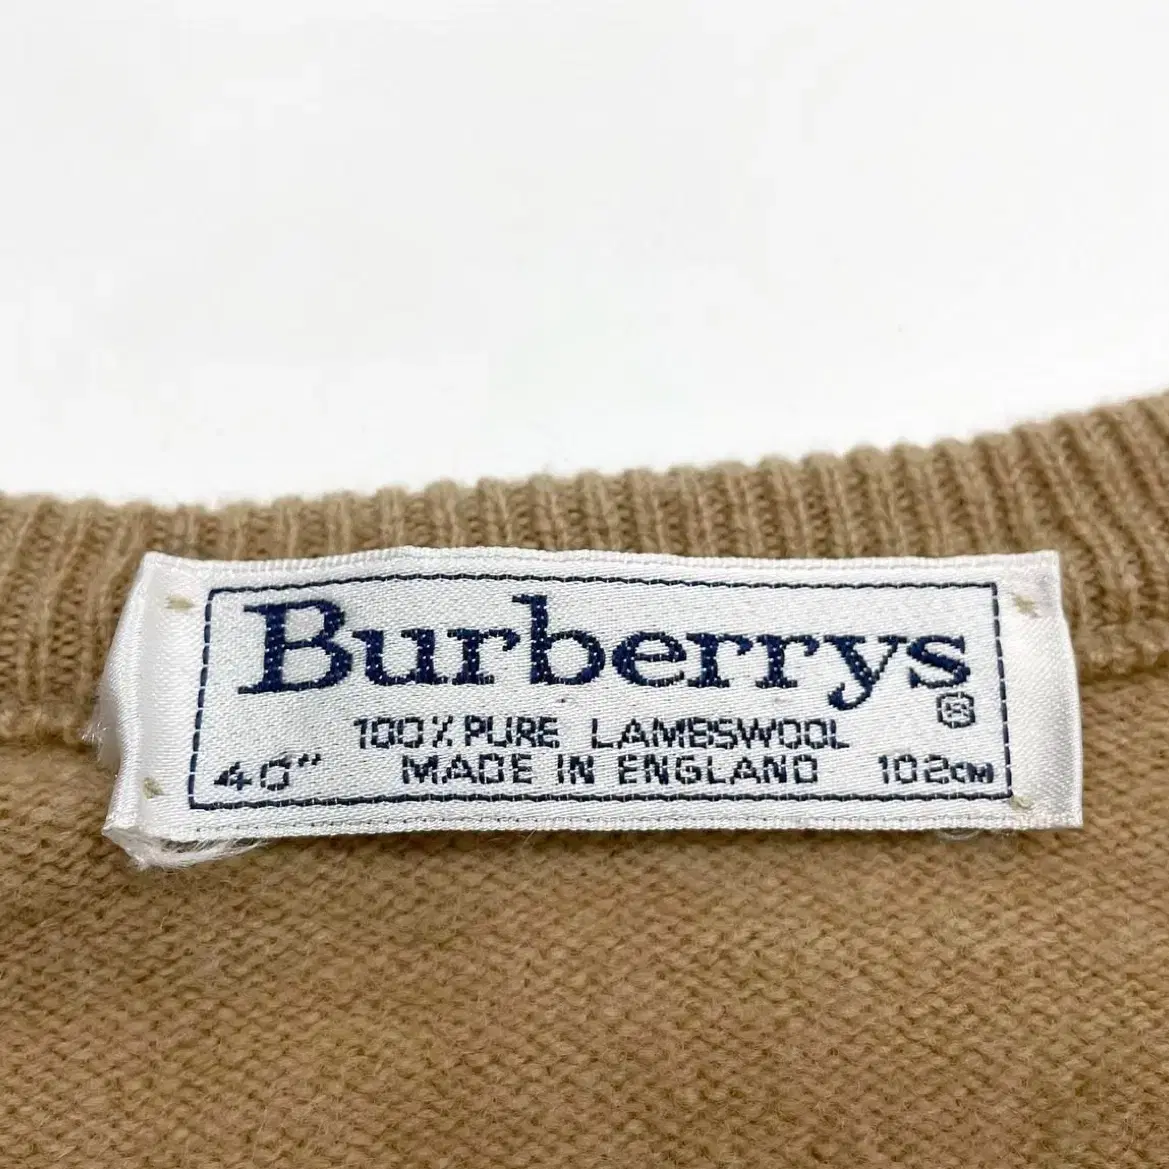 Burberrys
®
100% PURE LAMBSWOOL
40" MADE IN ENGLAND 102CM